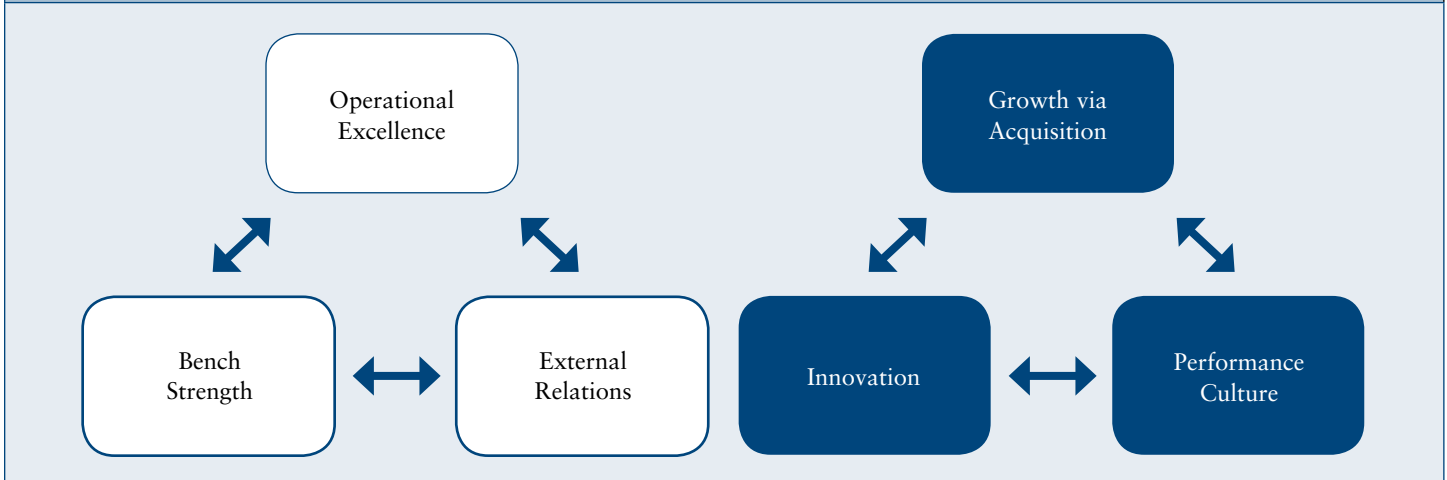 Operational
Excellence
Growth via
Acquisition
Bench
Strength
External
Relations
Innovation
Performance
Culture